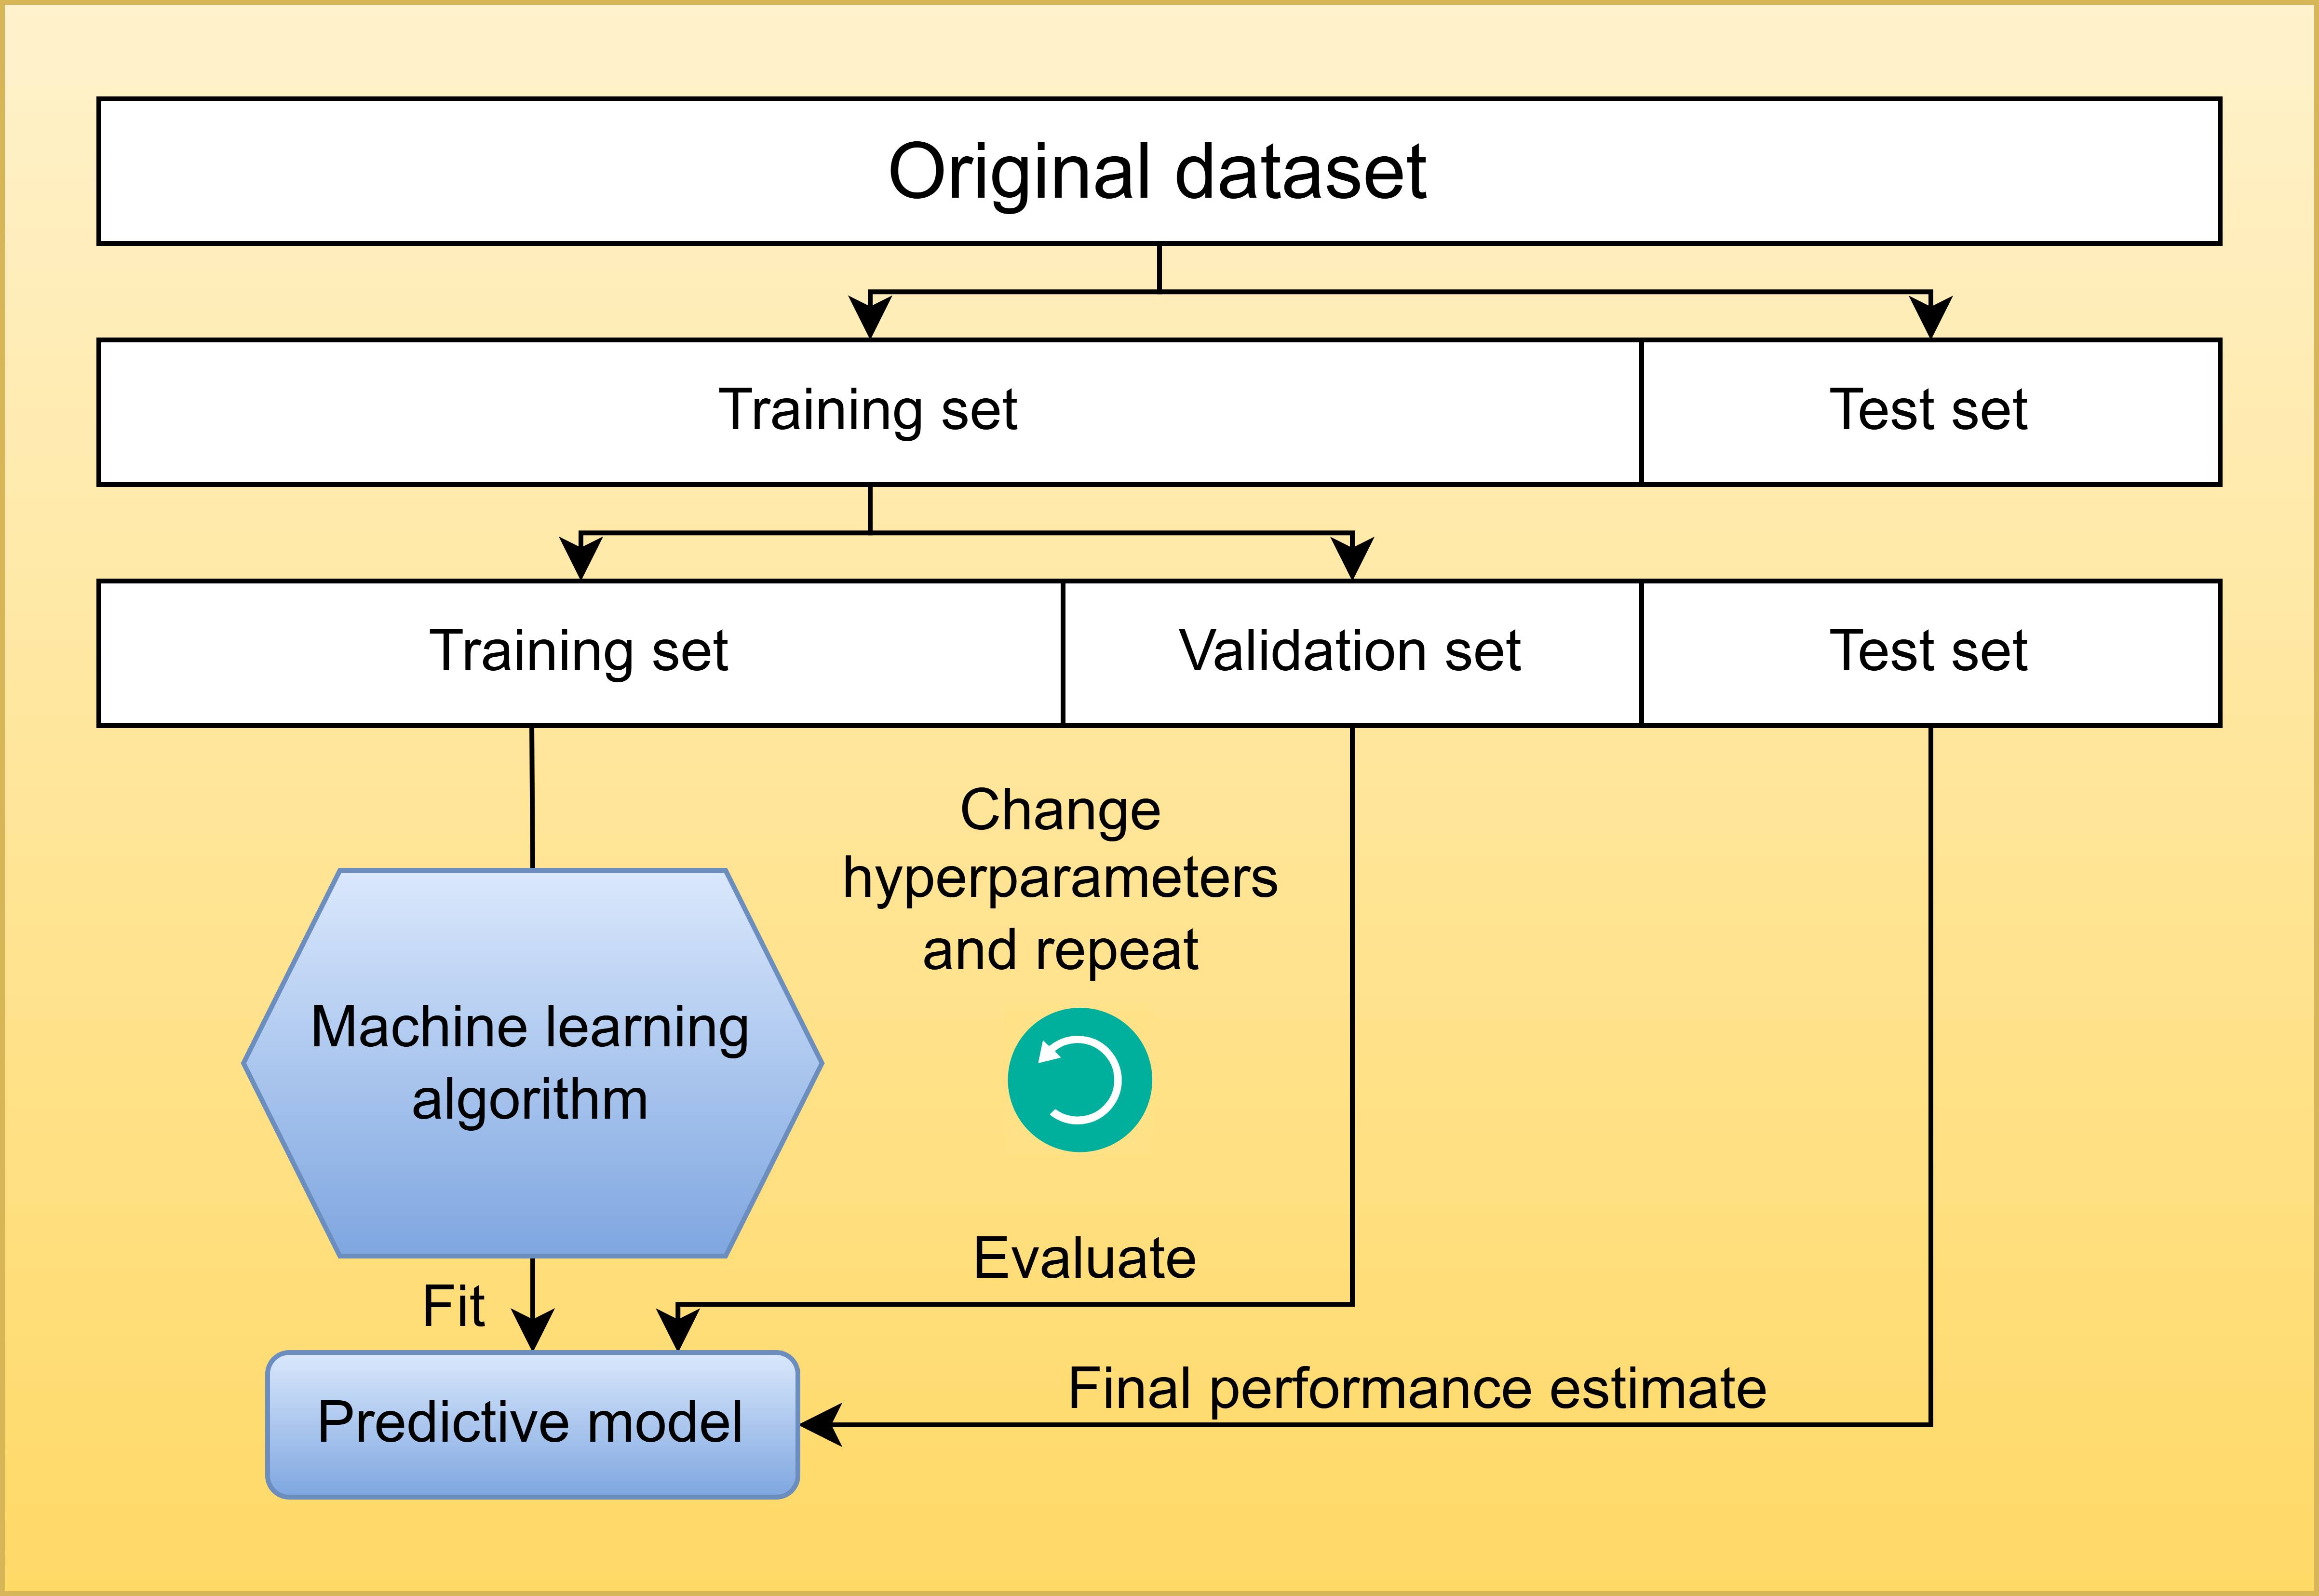 Original dataset
Training set
Test set
Training set
Validation set
Test set
Change
hyperparameters
and repeat
Machine learning
algorithm
Evaluate
Fit
Final performance estimate
Predictive model